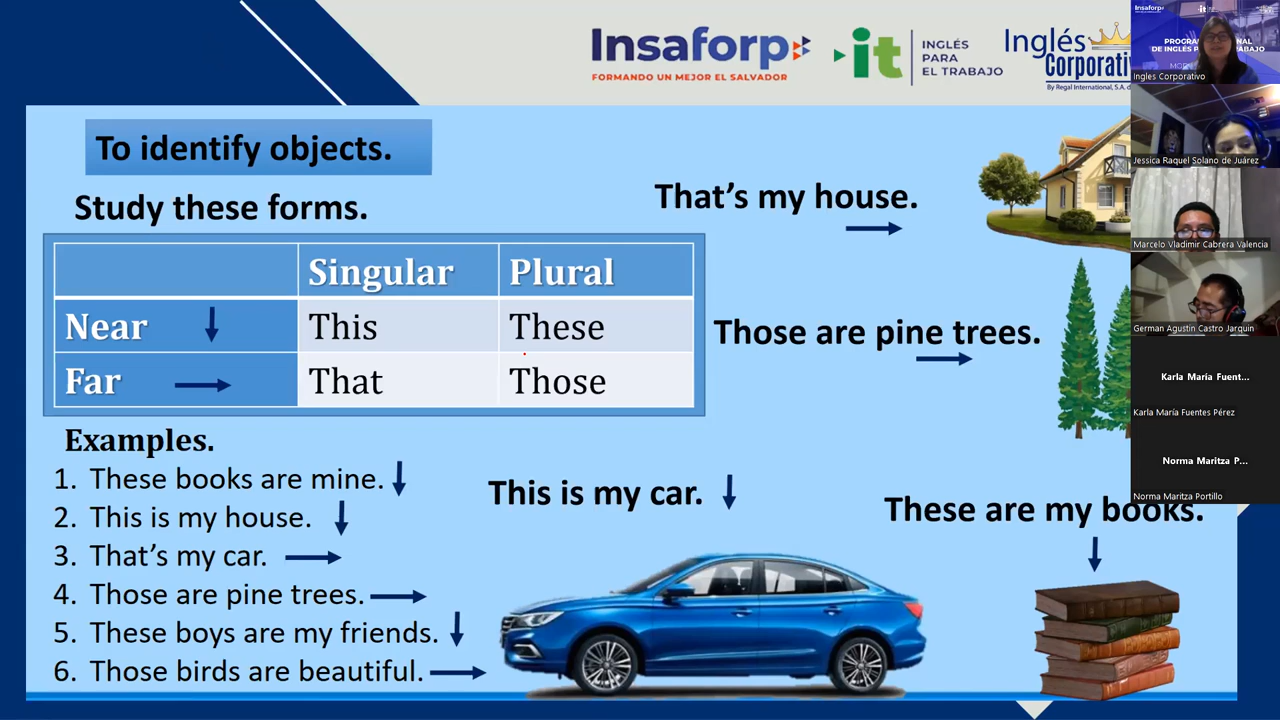 Insaforp
FORMANDO UN MEJOR EL SALVADOR
it
INGLÉS
PARA
EL TRABAJO
Inglés
Corporativ
By Regal International, S.A. d
To identify objects.
Study these forms.
Singular Plural
Near This These
Far That Those
Examples.
1. These books are mine.
2. This is my house.
3. That's my car.
4. Those are pine trees.
5. These boys are my friends.
6. Those birds are beautiful.
That's my house.
Those are pine trees.
This is my car.
These are my books.
Insaforp
it
Ingles Corporativo
Jessica Raquel Solano de Juárez
Marcelo Vladimir Cabrera Valencia
German Agustin Castro Jarquin
Karla María Fuent...
Karla María Fuentes Pérez
Norma Maritza P...
Norma Maritza Portillo